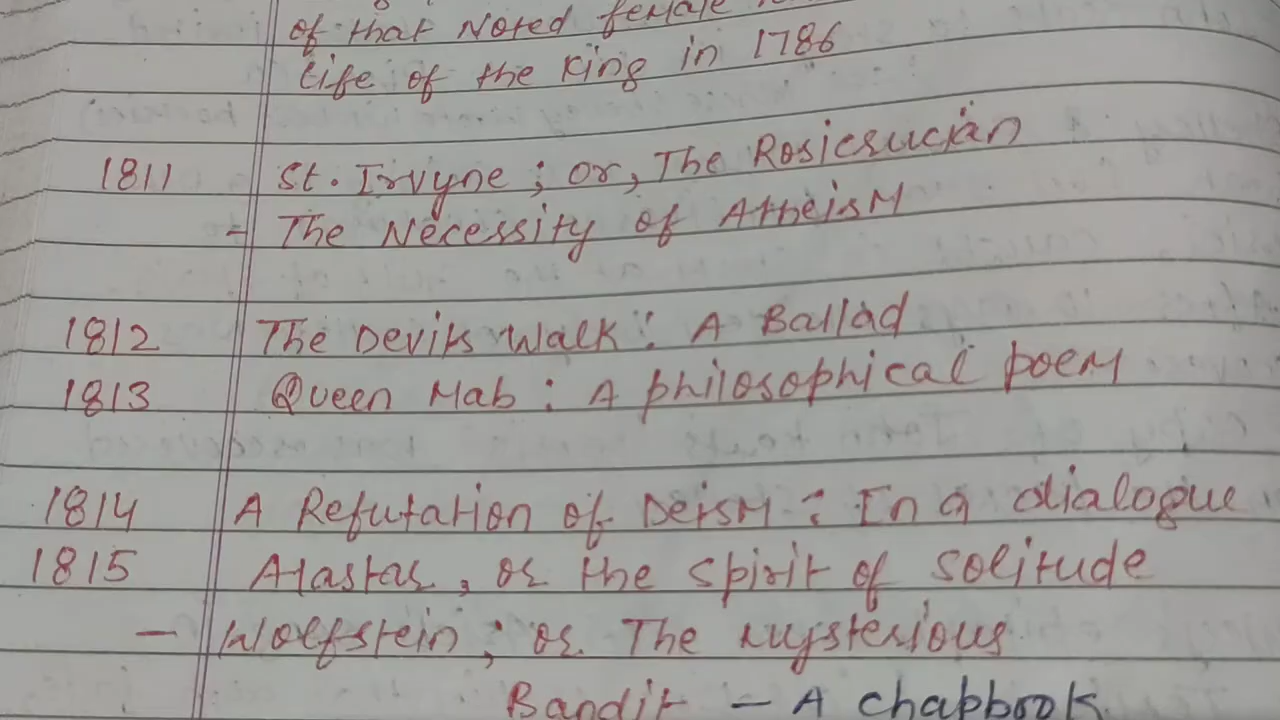 of that Noted female
life of the King in 1786
1811 St. Irvyne ; or, The Rosicrucian
- The Necessity of Atheism
1812 The Devils Walk : A Ballad
1813 Queen Mab : A philosophical poem
1814 A Refutation of Deism : In a dialogue
1815 Alastar, or the spirit of solitude
- Wolfstein ; or The mysterious
Bandit - A chapbook.